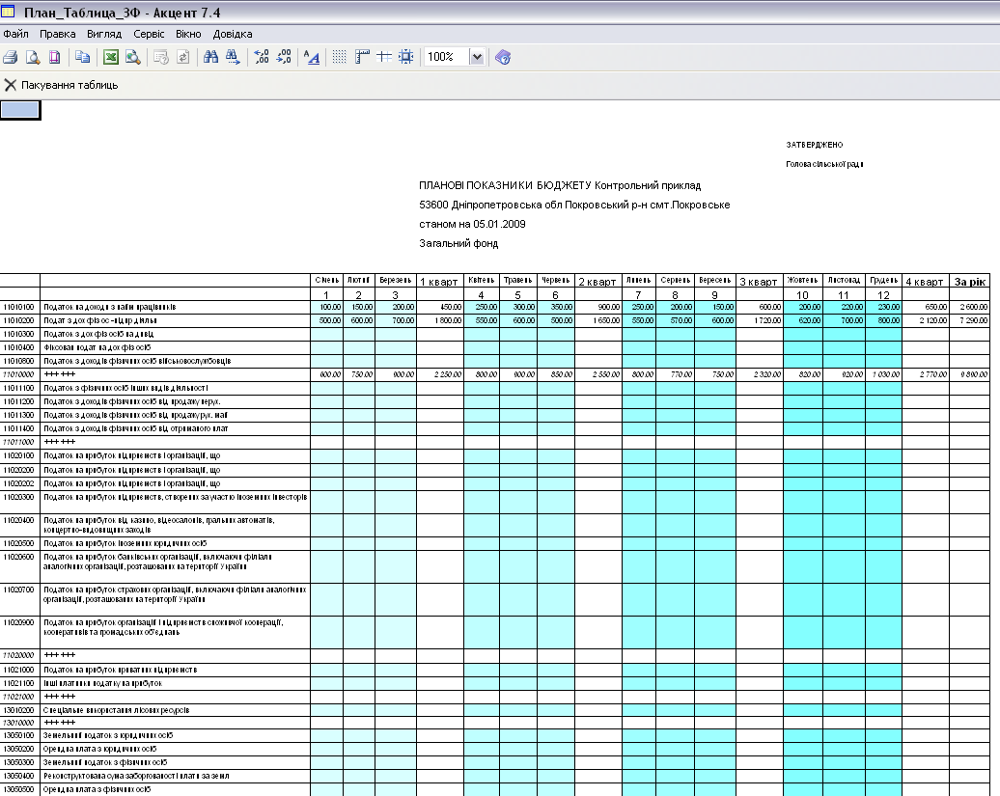 План_Таблица_ЗФ - Акцент 7.4
Файл Правка Вигляд Сервіс Вікно Довідка
100%
Пакування таблиць
ЗАТВЕРДЖЕНО
Голова сільської ради
ПЛАНОВІ ПОКАЗНИКИ БЮДЖЕТУ Контрольний приклад
53600 Дніпропетровська обл Покровський р-н смт.Покровське
станом на 05.01.2009
Загальний фонд
Січень Лютий Березень 1 кварт Квітень Травень Червень 2 кварт Липень Серпень Вересень 3 кварт Жовтень Листопад Грудень 4 кварт За рік
1 2 3 4 5 6 7 8 9 10 11 12
11010100 Податок на доходи з найм працівників 100.00 150.00 200.00 450.00 250.00 300.00 350.00 900.00 250.00 200.00 150.00 600.00 200.00 220.00 230.00 650.00 2 600.00
11010200 Подат з дох фіз ос-підпр діяльн 500.00 600.00 700.00 1 800.00 550.00 600.00 500.00 1 650.00 550.00 570.00 600.00 1 720.00 620.00 700.00 800.00 2 120.00 7 290.00
11010300 Податок з дох фіз осіб на дивід
11010400 Фіксован подат на дох фіз осіб
11010800 Податок з доходів фізичних осіб військовослужбовців
11010000 +++ +++ 600.00 750.00 900.00 2 250.00 800.00 900.00 850.00 2 550.00 800.00 770.00 750.00 2 320.00 820.00 920.00 1 030.00 2 770.00 9 890.00
11011100 Податок з фізичних осіб інших видів діяльності
11011200 Податок з доходів фізичних осіб від продажу нерух.
11011300 Податок з доходів фізичних осіб від продажу рух. май
11011400 Податок з доходів фізичних осіб від отриманого плат
11011000 +++ +++
11020100 Податок на прибуток підприємств і організацій, що
11020200 Податок на прибуток підприємств і організацій, що
11020202 Податок на прибуток підприємств і організацій, що
11020300 Податок на прибуток підприємств, створених за участю іноземних інвесторів
11020400 Податок на прибуток від казино, відеосалонів, гральних автоматів,
концертно-видовищних заходів
11020500 Податок на прибуток іноземних юридичних осіб
11020600 Податок на прибуток банківських організацій, включаючи філіали
аналогічних організацій, розташованих на території України
11020700 Податок на прибуток страхових організацій, включаючи філіали аналогічних
організацій, розташованих на території України
11020900 Податок на прибуток організацій і підприємств споживчої кооперації,
кооперативів та громадських об'єднань
11020000 +++ +++
11021000 Податок на прибуток приватних підприємств
11021100 Інші платники податку на прибуток
11021000 +++ +++
13010200 Спеціальне використання лісових ресурсів
13010000 +++ +++
13050100 Земельний податок з юридичних осіб
13050200 Орендна плата з юридичних осіб
13050300 Земельний податок з фізичних осіб
13050400 Реконструктована сума заборгованості плати за землі
13050500 Орендна плата з фізичних осіб